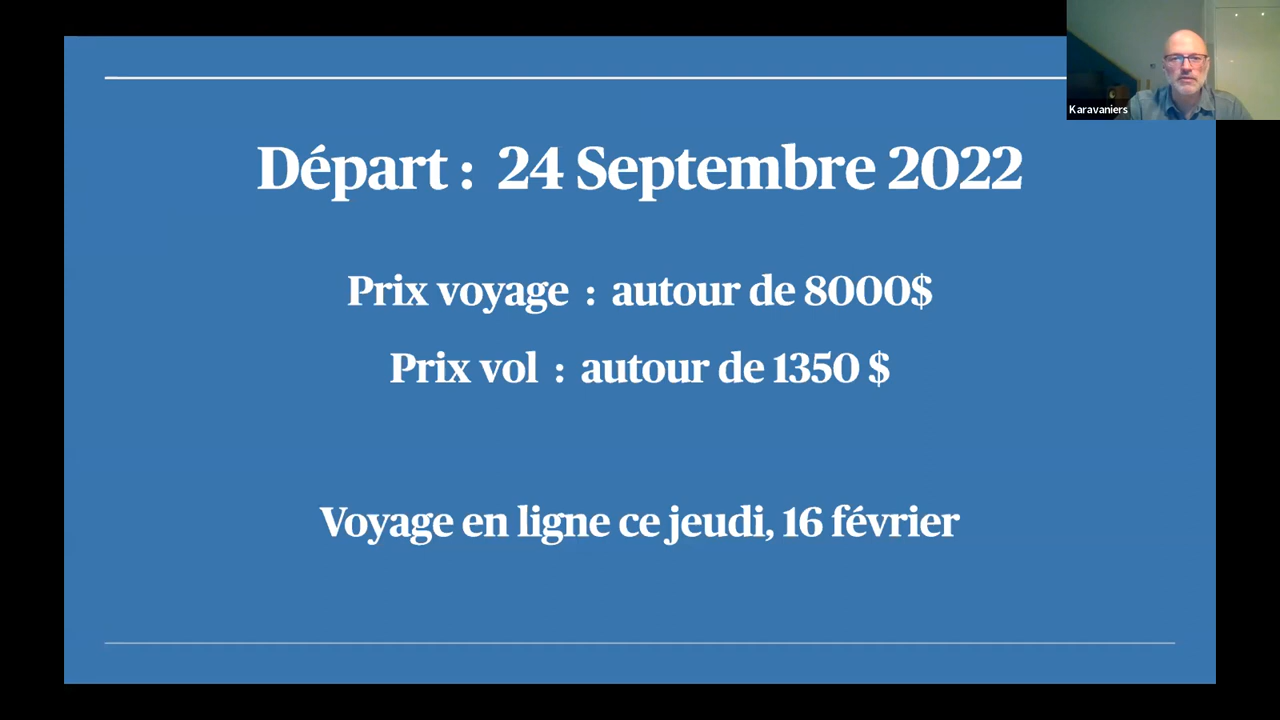 Karavaniers
Départ : 24 Septembre 2022
Prix voyage : autour de 8000$
Prix vol : autour de 1350 $
Voyage en ligne ce jeudi, 16 février